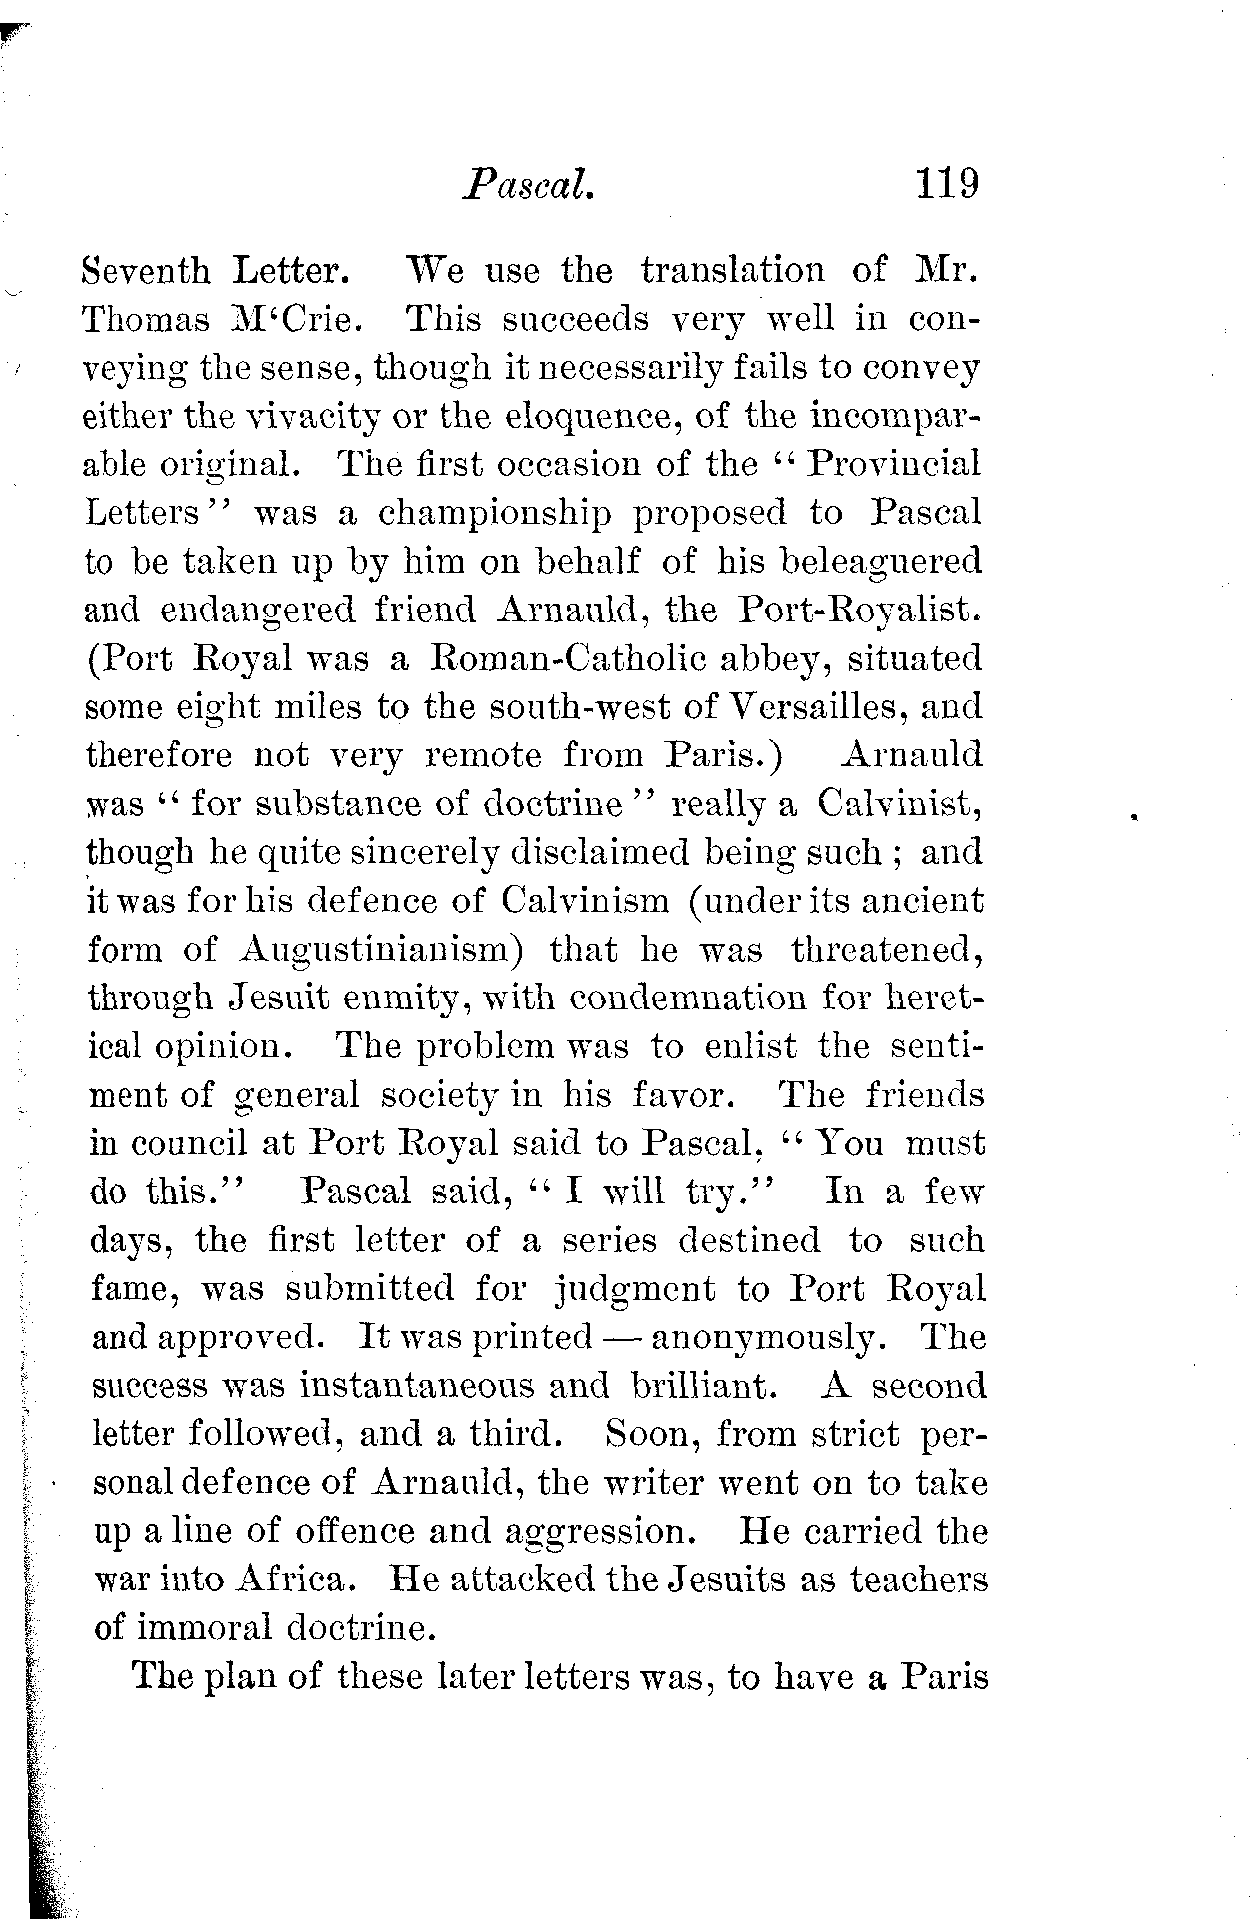 Pascal. 119
Seventh Letter. We use the translation of Mr.
Thomas M‘Crie. This succeeds very well in con-
veying the sense, though it necessarily fails to convey
either the vivacity or the eloquence, of the incompar-
able original. The first occasion of the “ Provincial
Letters ” was a championship proposed to Pascal
to be taken up by him on behalf of his beleaguered
and endangered friend Arnauld, the Port-Royalist.
(Port Royal was a Roman-Catholic abbey, situated
some eight miles to the south-west of Versailles, and
therefore not very remote from Paris.) Arnauld
was “ for substance of doctrine ” really a Calvinist,
though he quite sincerely disclaimed being such ; and
it was for his defence of Calvinism (under its ancient
form of Augustinianism) that he was threatened,
through Jesuit enmity, with condemnation for heret-
ical opinion. The problem was to enlist the senti-
ment of general society in his favor. The friends
in council at Port Royal said to Pascal, “ You must
do this.” Pascal said, “ I will try.” In a few
days, the first letter of a series destined to such
fame, was submitted for judgment to Port Royal
and approved. It was printed — anonymously. The
success was instantaneous and brilliant. A second
letter followed, and a third. Soon, from strict per-
sonal defence of Arnauld, the writer went on to take
up a line of offence and aggression. He carried the
war into Africa. He attacked the Jesuits as teachers
of immoral doctrine.
The plan of these later letters was, to have a Paris